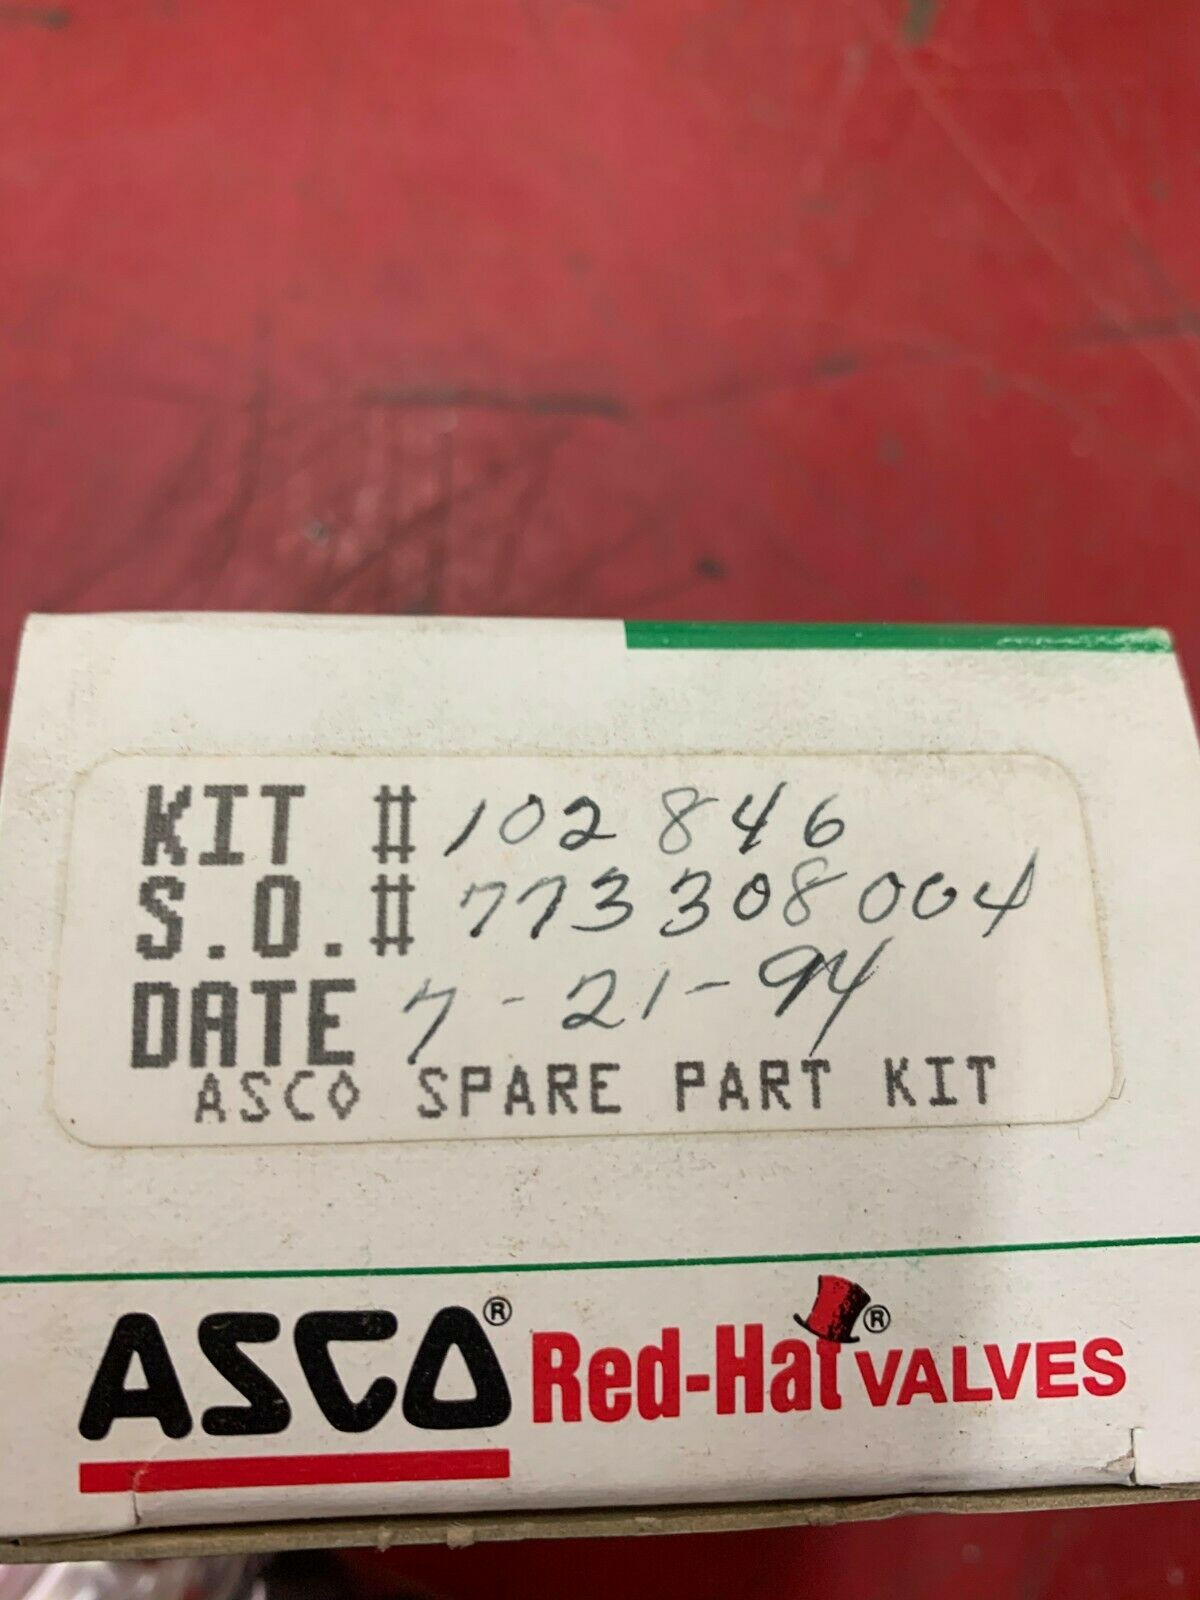 KIT # 102846
S.O.# 773308004
DATE 7-21-94
ASCO SPARE PART KIT
ASCO® Red-Hat® VALVES